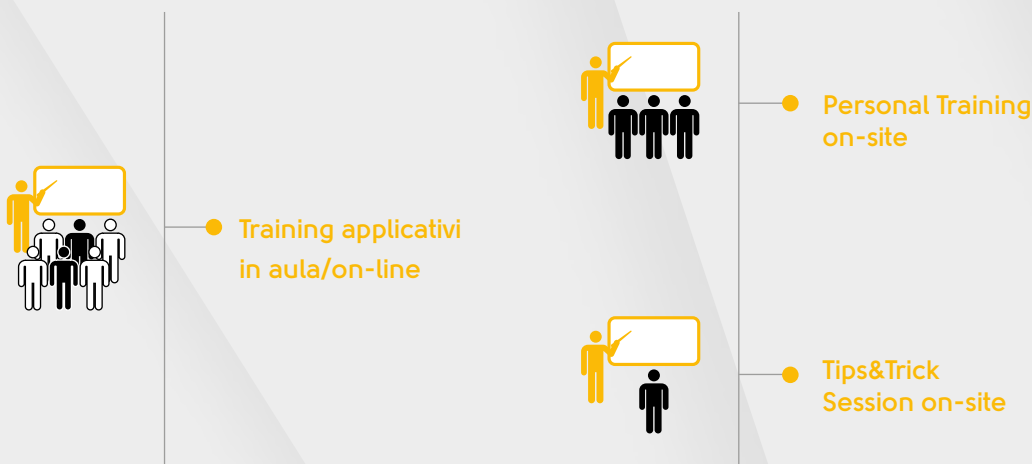 Training applicativi
in aula/on-line
Personal Training
on-site
Tips&Trick
Session on-site